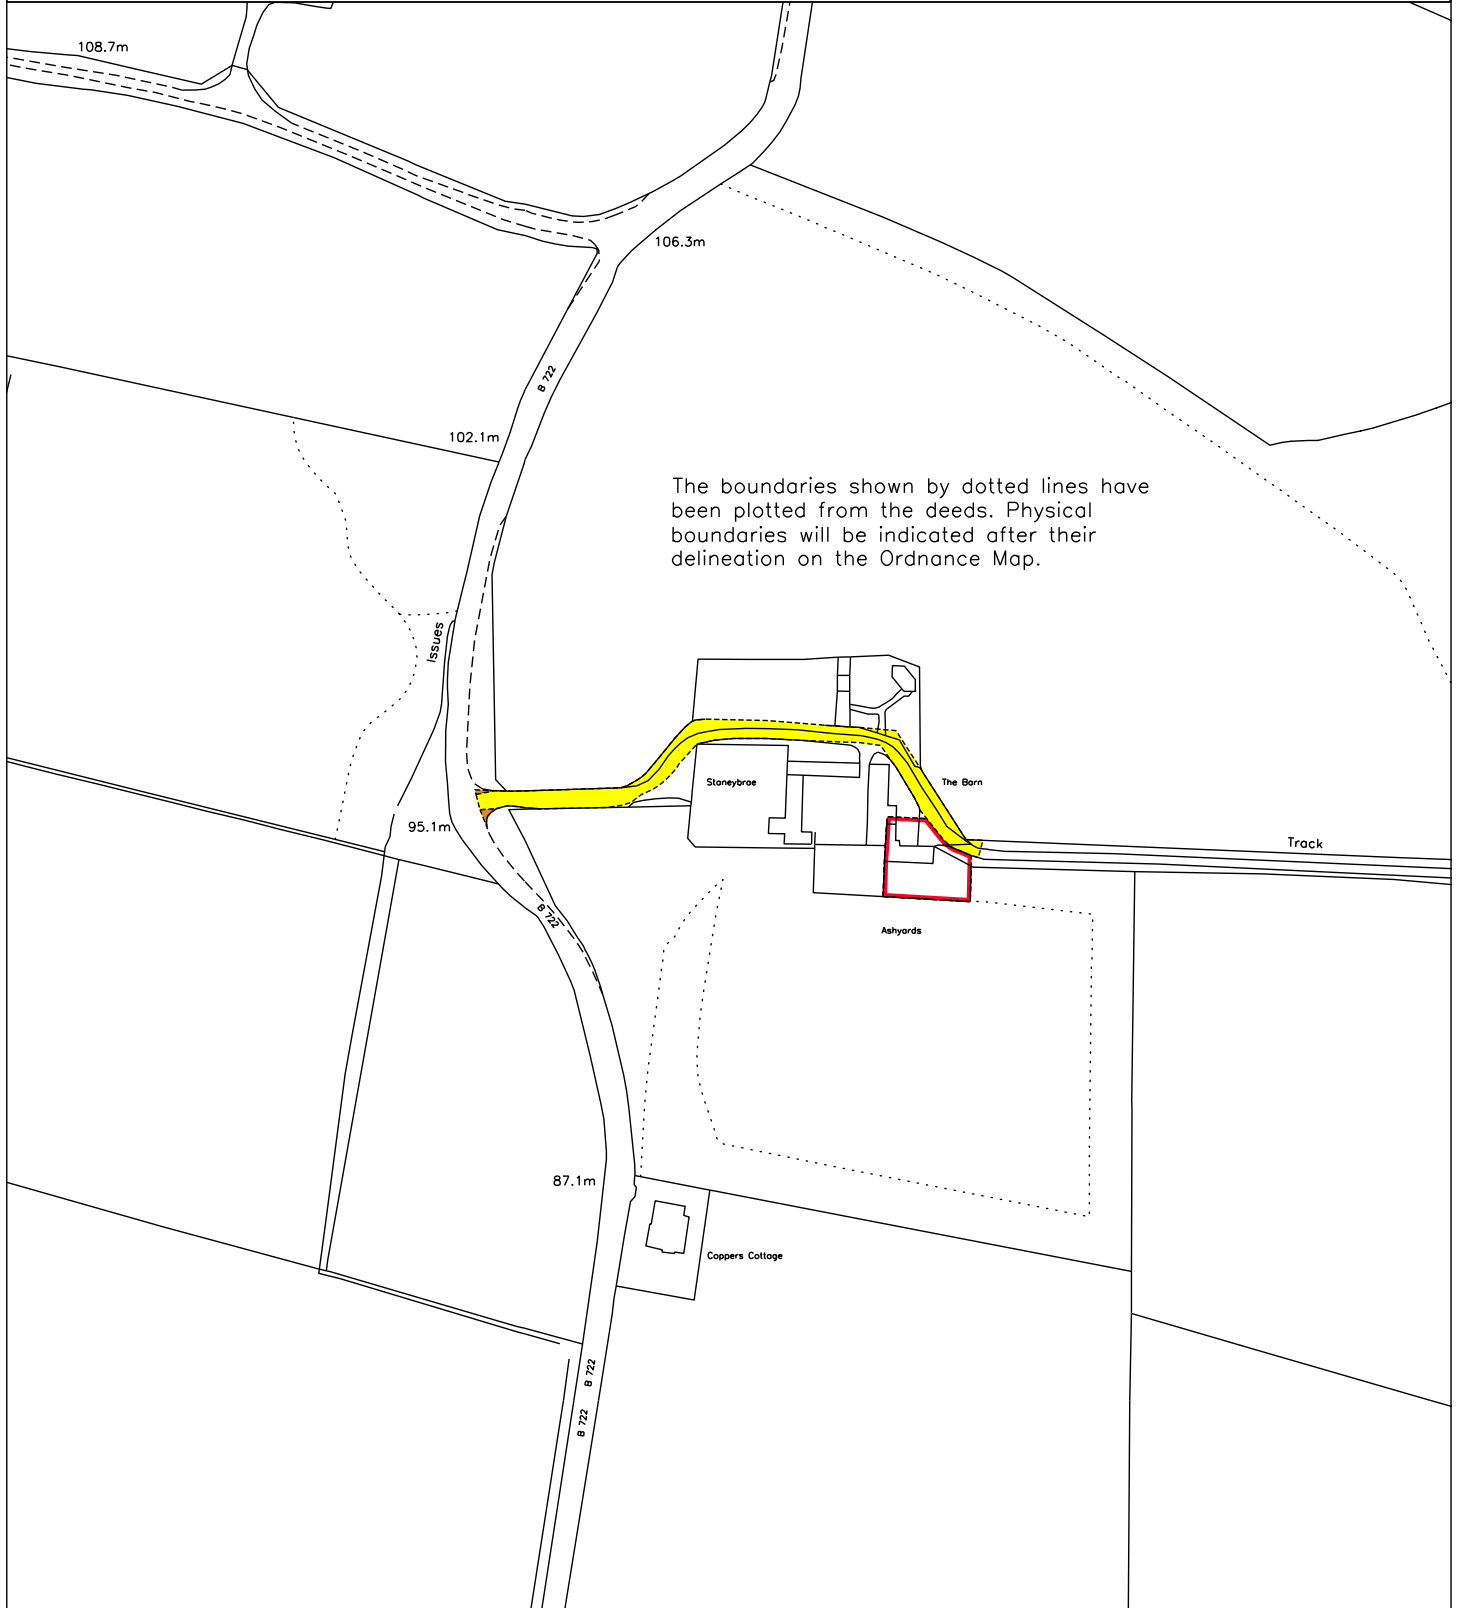 108.7m
106.3m
B 722
102.1m
The boundaries shown by dotted lines have
been plotted from the deeds. Physical
boundaries will be indicated after their
delineation on the Ordnance Map.
Issues
Staneybrae
The Barn
95.1m
Track
B 722
Ashyards
87.1m
Coppers Cottage
B 722
B 722